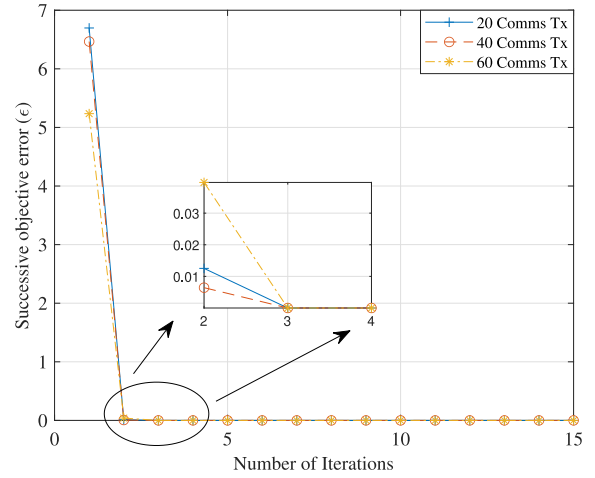 7
6
5
4
3
2
1
0
Successive objective error (ϵ)
20 Comms Tx
40 Comms Tx
60 Comms Tx
0.03
0.02
0.01
2 3 4
0 5 10 15
Number of Iterations